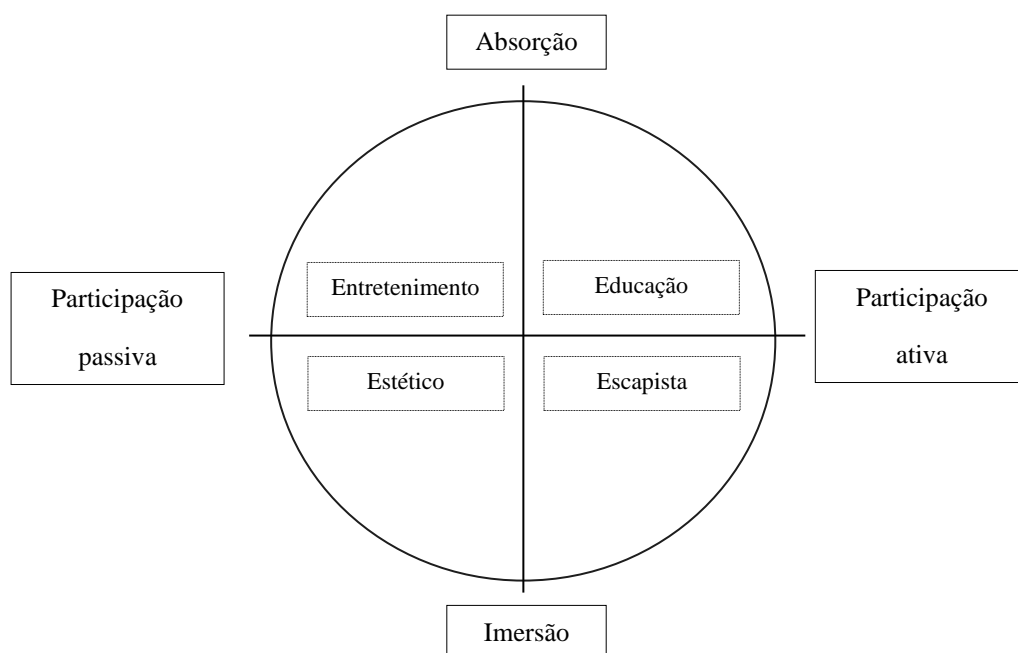 Absorção
Entretenimento
Educação
Participação
passiva
Participação
ativa
Estético
Escapista
Imersão